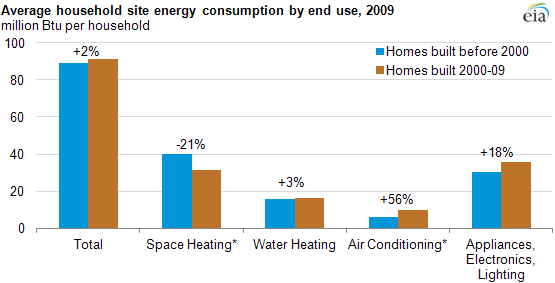 Average household site energy consumption by end use, 2009
million Btu per household
eia
100
80
60
40
20
0
Homes built before 2000
Homes built 2000-09
+2%
-21%
+3%
+56%
+18%
Total
Space Heating*
Water Heating
Air Conditioning*
Appliances,
Electronics,
Lighting